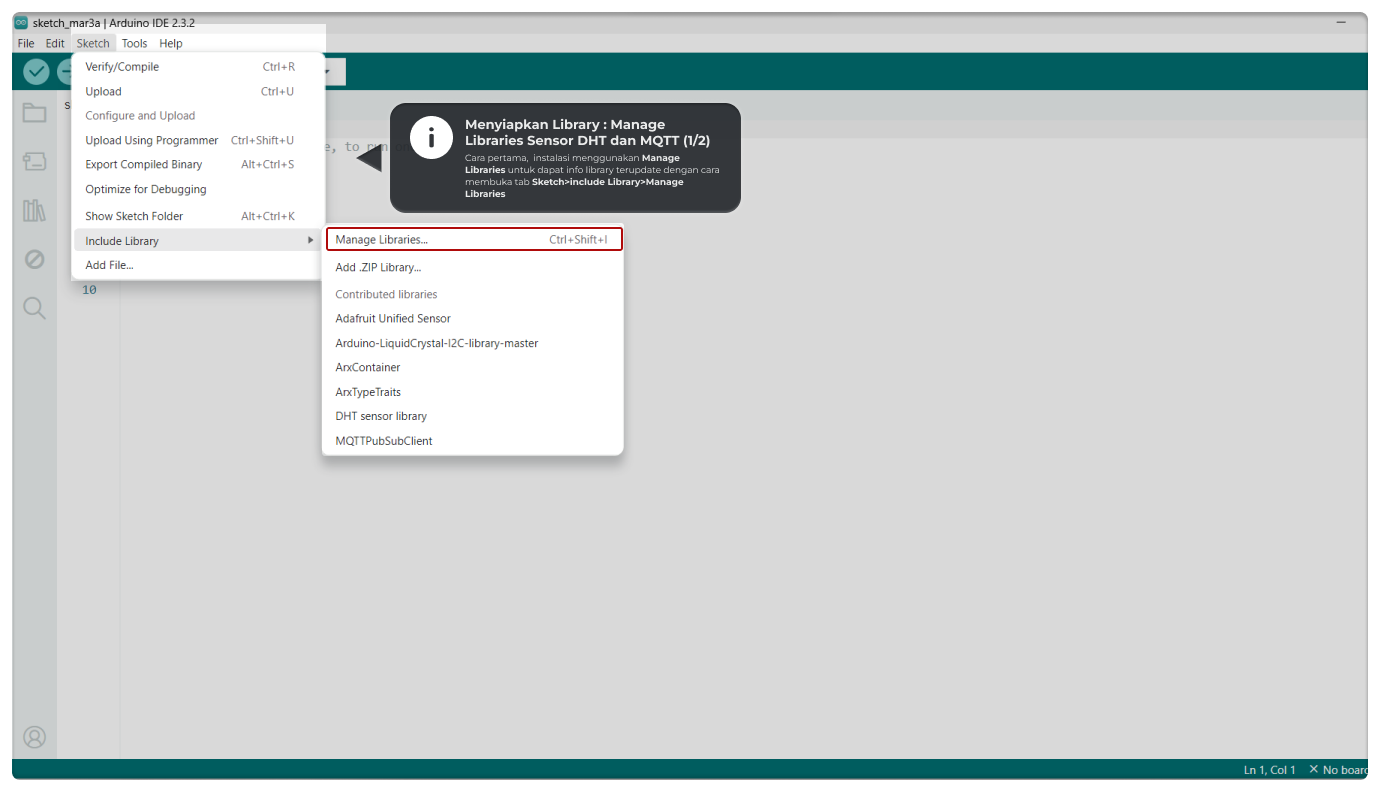 sketch_mar3a | Arduino IDE 2.3.2
File Edit Sketch Tools Help
Verify/Compile Ctrl+R
Upload Ctrl+U
Configure and Upload
Upload Using Programmer Ctrl+Shift+U
Export Compiled Binary Alt+Ctrl+S
Optimize for Debugging
Show Sketch Folder Alt+Ctrl+K
Include Library
Add File...
Menyiapkan Library : Manage
Libraries Sensor DHT dan MQTT (1/2)
Cara pertama, instalasi menggunakan Manage
Libraries untuk dapat info library terupdate dengan cara
membuka tab Sketch>include Library>Manage
Libraries
, to run
Manage Libraries... Ctrl+Shift+I
Add .ZIP Library...
Contributed libraries
Adafruit Unified Sensor
Arduino-LiquidCrystal-I2C-library-master
ArxContainer
ArxTypeTraits
DHT sensor library
MQTTPubSubClient
10
Ln 1, Col 1 No board